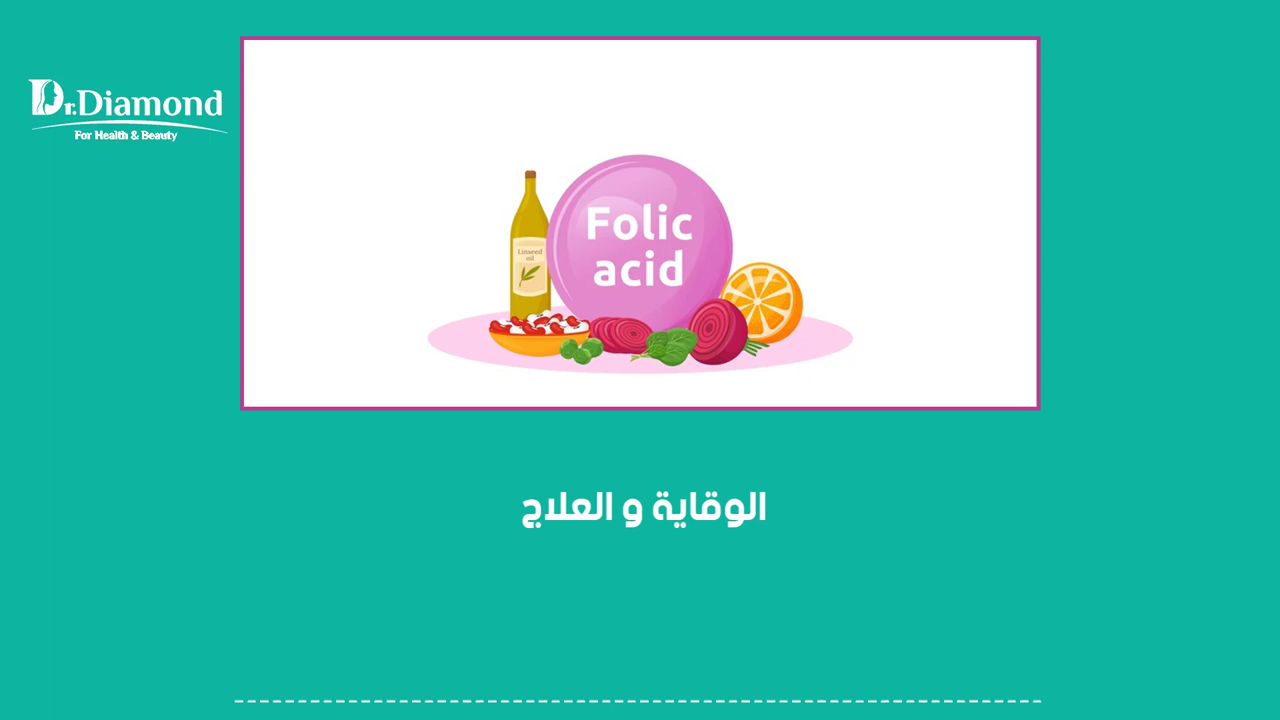 Dr.Diamond
For Health & Beauty
Folic
acid
Linseed
oil
الوقاية و العلاج